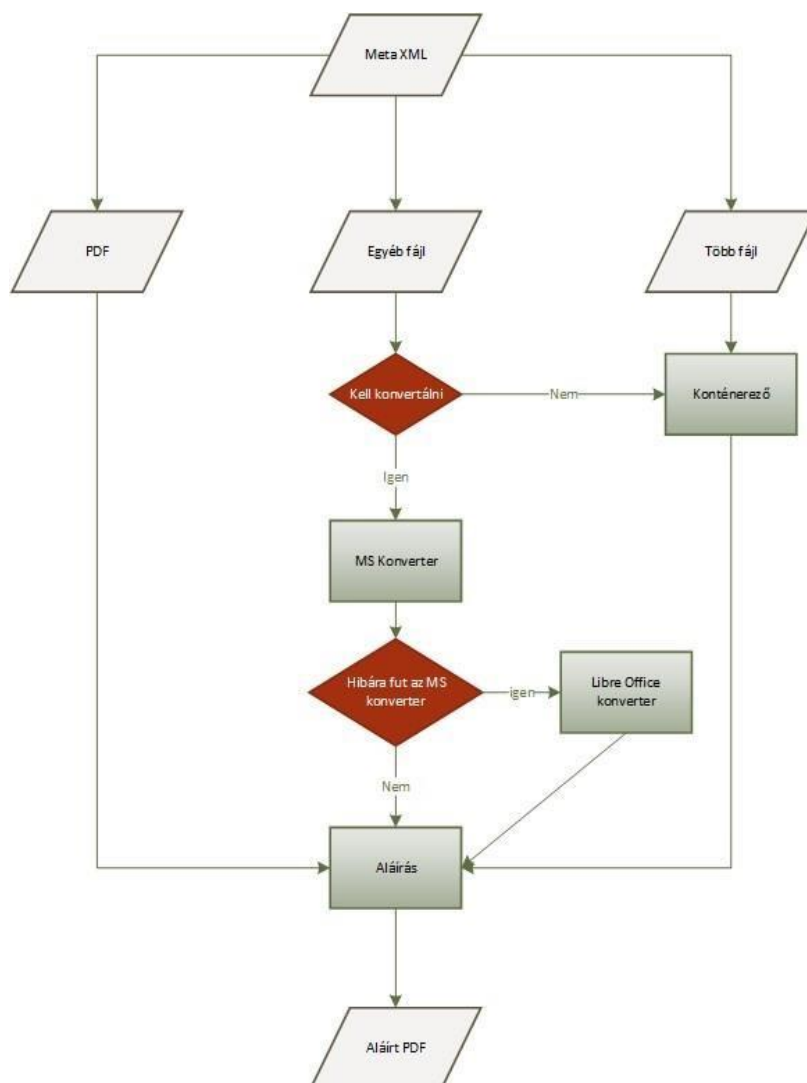 Meta XML
PDF
Egyéb fájl
Több fájl
Kell konvertálni
Nem
Konténerező
Igen
MS Konverter
Hibára fut az MS
konverter
igen
Libre Office
konverter
Nem
Aláírás
Aláírt PDF